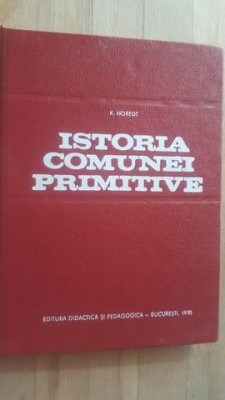 K. HOREDT
ISTORIA
COMUNEI
PRIMITIVE
EDITURA DIDACTICA ȘI PEDAGOGICA – BUCUREȘTI, 1970